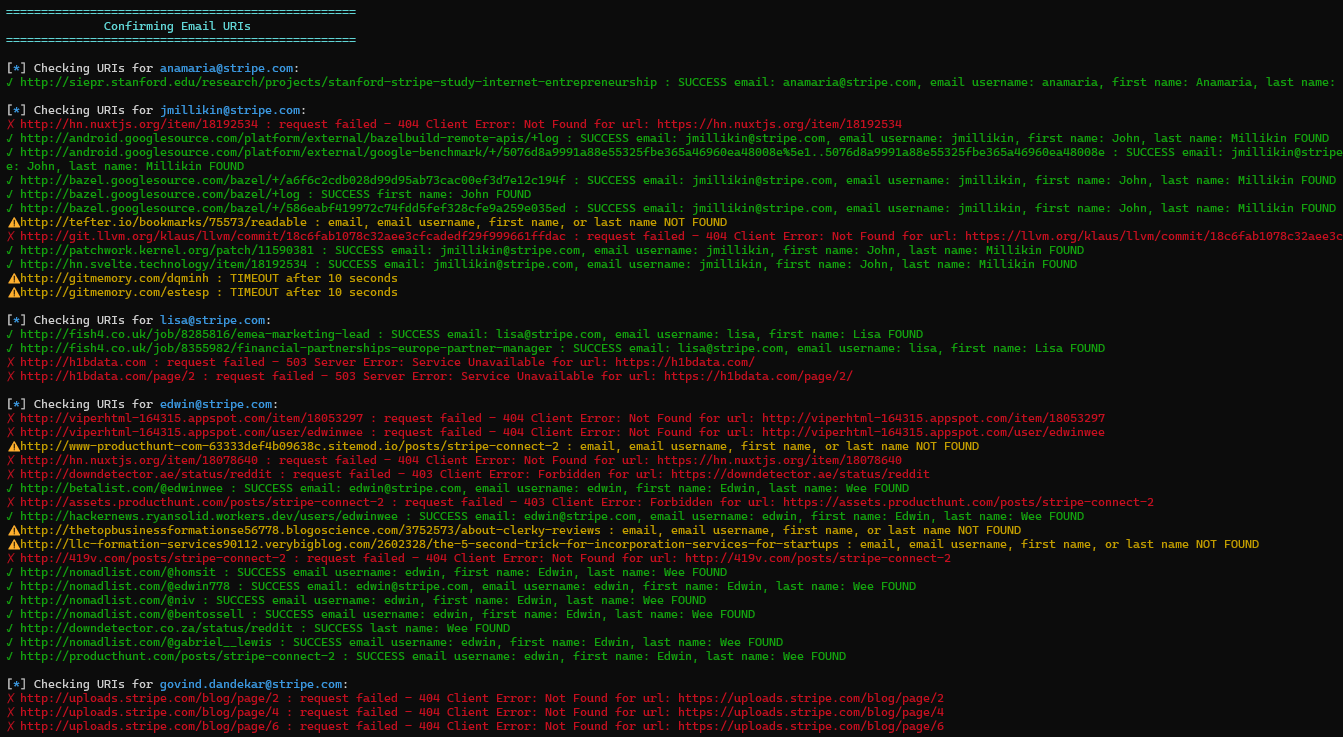 ==================================================
Confirming Email URIs
==================================================
[*] Checking URIs for anamaria@stripe.com:
✓ http://siepr.stanford.edu/research/projects/stanford-stripe-study-internet-entrepreneurship : SUCCESS email: anamaria@stripe.com, email username: anamaria, first name: Anamaria, last name:
[*] Checking URIs for jmillikin@stripe.com:
✗ http://hn.nuxtjs.org/item/18192534 : request failed - 404 Client Error: Not Found for url: https://hn.nuxtjs.org/item/18192534
✓ http://android.googlesource.com/platform/external/bazelbuild-remote-apis/+log : SUCCESS email: jmillikin@stripe.com, email username: jmillikin, first name: John, last name: Millikin FOUND
✓ http://android.googlesource.com/platform/external/google-benchmark/+/5076d8a9991a88e55325fbe365a46960ea48008e%5e1..5076d8a9991a88e55325fbe365a46960ea48008e : SUCCESS email: jmillikin@stripe
e: John, last name: Millikin FOUND
✓ http://bazel.googlesource.com/bazel/+/a6f6c2cdb028d99d95ab73cac00ef3d7e12c194f : SUCCESS email: jmillikin@stripe.com, email username: jmillikin, first name: John, last name: Millikin FOUND
✓ http://bazel.googlesource.com/bazel/+log : SUCCESS first name: John FOUND
✓ http://bazel.googlesource.com/bazel/+/586eabf419972c74fdd5fef328cfe9a259e035ed : SUCCESS email: jmillikin@stripe.com, email username: jmillikin, first name: John, last name: Millikin FOUND
⚠http://tefter.io/bookmarks/75573/readable : email, email username, first name, or last name NOT FOUND
✗ http://git.llvm.org/klaus/llvm/commit/18c6fab1078c32aee3cfcadedf29f999661ffdac : request failed - 404 Client Error: Not Found for url: https://llvm.org/klaus/llvm/commit/18c6fab1078c32aee3c
✓ http://patchwork.kernel.org/patch/11590381 : SUCCESS email: jmillikin@stripe.com, email username: jmillikin, first name: John, last name: Millikin FOUND
✓ http://hn.svelte.technology/item/18192534 : SUCCESS email: jmillikin@stripe.com, email username: jmillikin, first name: John, last name: Millikin FOUND
⚠http://gitmemory.com/dqminh : TIMEOUT after 10 seconds
⚠http://gitmemory.com/estesp : TIMEOUT after 10 seconds
[*] Checking URIs for lisa@stripe.com:
✓ http://fish4.co.uk/job/8285816/emea-marketing-lead : SUCCESS email: lisa@stripe.com, email username: lisa, first name: Lisa FOUND
✓ http://fish4.co.uk/job/8355982/financial-partnerships-europe-partner-manager : SUCCESS email: lisa@stripe.com, email username: lisa, first name: Lisa FOUND
✗ http://h1bdata.com : request failed - 503 Server Error: Service Unavailable for url: https://h1bdata.com/
✗ http://h1bdata.com/page/2 : request failed - 503 Server Error: Service Unavailable for url: https://h1bdata.com/page/2/
[*] Checking URIs for edwin@stripe.com:
✗ http://viperhtml-164315.appspot.com/item/18053297 : request failed - 404 Client Error: Not Found for url: http://viperhtml-164315.appspot.com/item/18053297
✗ http://viperhtml-164315.appspot.com/user/edwinwee : request failed - 404 Client Error: Not Found for url: http://viperhtml-164315.appspot.com/user/edwinwee
⚠http://www-producthunt-com-63333def4b09638c.sitemod.io/posts/stripe-connect-2 : email, email username, first name, or last name NOT FOUND
✗ http://hn.nuxtjs.org/item/18078640 : request failed - 404 Client Error: Not Found for url: https://hn.nuxtjs.org/item/18078640
✗ http://downdetector.ae/status/reddit : request failed - 403 Client Error: Forbidden for url: https://downdetector.ae/status/reddit
✓ http://betalist.com/@edwinwee : SUCCESS email: edwin@stripe.com, email username: edwin, first name: Edwin, last name: Wee FOUND
✗ http://assets.producthunt.com/posts/stripe-connect-2 : request failed - 403 Client Error: Forbidden for url: https://assets.producthunt.com/posts/stripe-connect-2
✓ http://hackernews.ryansolid.workers.dev/users/edwinwee : SUCCESS email: edwin@stripe.com, email username: edwin, first name: Edwin, last name: Wee FOUND
⚠http://thetopbusinessformationse56778.blogoscience.com/3752573/about-clerky-reviews : email, email username, first name, or last name NOT FOUND
⚠http://llc-formation-services90112.verybigblog.com/2602328/the-5-second-trick-for-incorporation-services-for-startups : email, email username, first name, or last name NOT FOUND
✗ http://419v.com/posts/stripe-connect-2 : request failed - 404 Client Error: Not Found for url: http://419v.com/posts/stripe-connect-2
✓ http://nomadlist.com/@homsit : SUCCESS email username: edwin, first name: Edwin, last name: Wee FOUND
✓ http://nomadlist.com/@edwin778 : SUCCESS email: edwin@stripe.com, email username: edwin, first name: Edwin, last name: Wee FOUND
✓ http://nomadlist.com/@niv : SUCCESS email username: edwin, first name: Edwin, last name: Wee FOUND
✓ http://nomadlist.com/@bentossell : SUCCESS email username: edwin, first name: Edwin, last name: Wee FOUND
✓ http://downdetector.co.za/status/reddit : SUCCESS last name: Wee FOUND
✓ http://nomadlist.com/@gabriel__lewis : SUCCESS email username: edwin, first name: Edwin, last name: Wee FOUND
✓ http://producthunt.com/posts/stripe-connect-2 : SUCCESS email username: edwin, first name: Edwin, last name: Wee FOUND
[*] Checking URIs for govind.dandekar@stripe.com:
✗ http://uploads.stripe.com/blog/page/2 : request failed - 404 Client Error: Not Found for url: https://uploads.stripe.com/blog/page/2
✗ http://uploads.stripe.com/blog/page/4 : request failed - 404 Client Error: Not Found for url: https://uploads.stripe.com/blog/page/4
✗ http://uploads.stripe.com/blog/page/6 : request failed - 404 Client Error: Not Found for url: https://uploads.stripe.com/blog/page/6